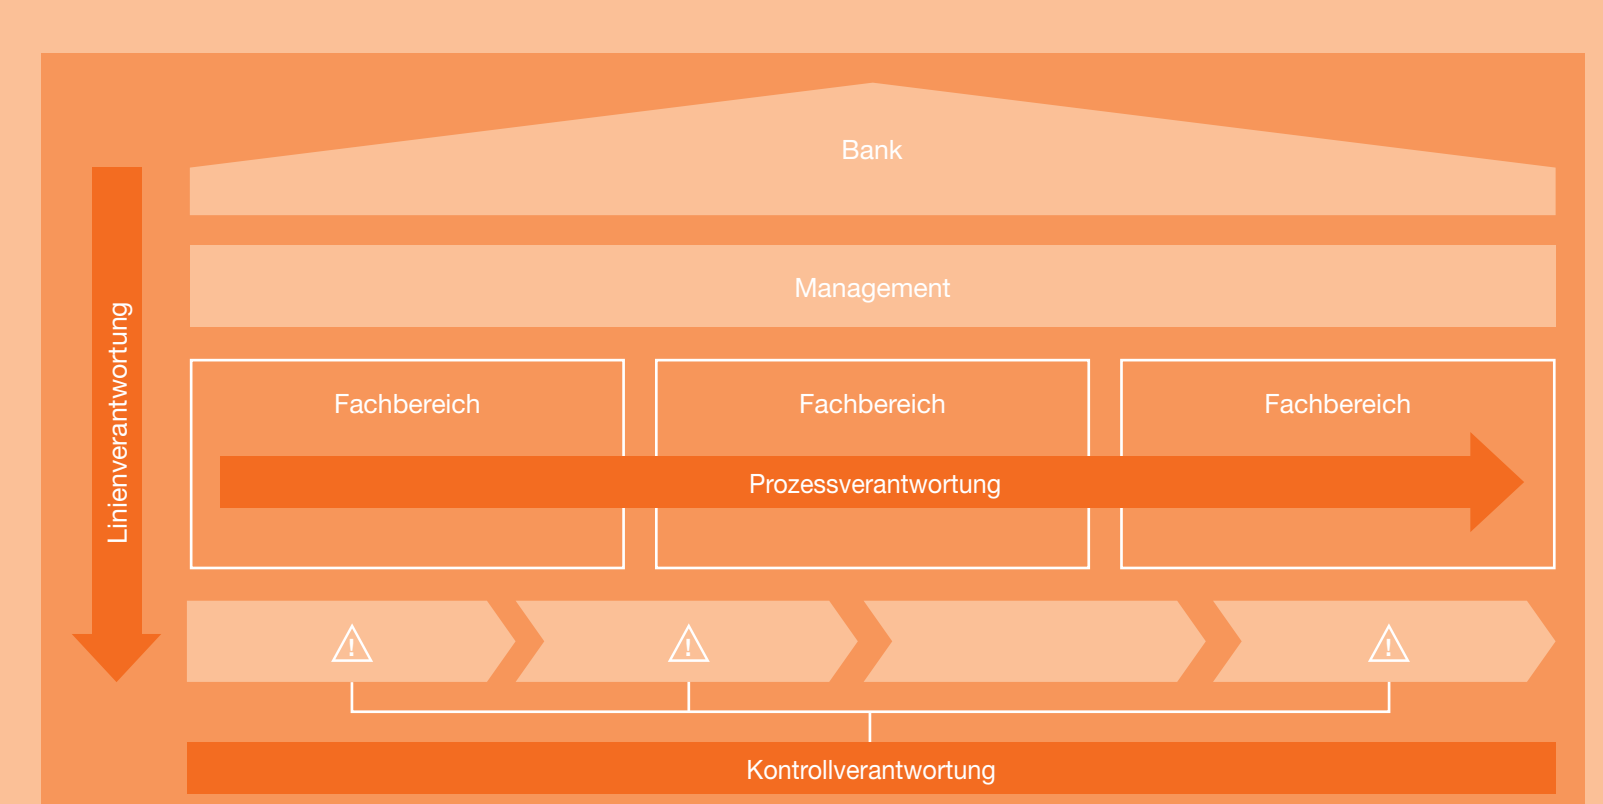 Bank
Management
Linienverantwortung
Fachbereich
Fachbereich
Fachbereich
Prozessverantwortung
!
!
!
Kontrollverantwortung